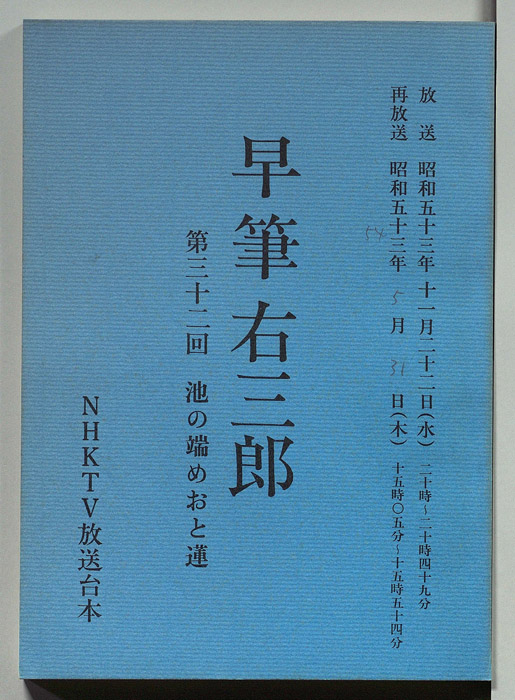 放　送　昭和五十三年　十一月二十二日(水)　二十時～二十時四十九分
再放送　昭和五十三年　5月　31日(木)　十五時〇五分～十五時五十四分
54
早筆右三郎
第三十二回　池の端めおと蓮
NHKTV放送台本